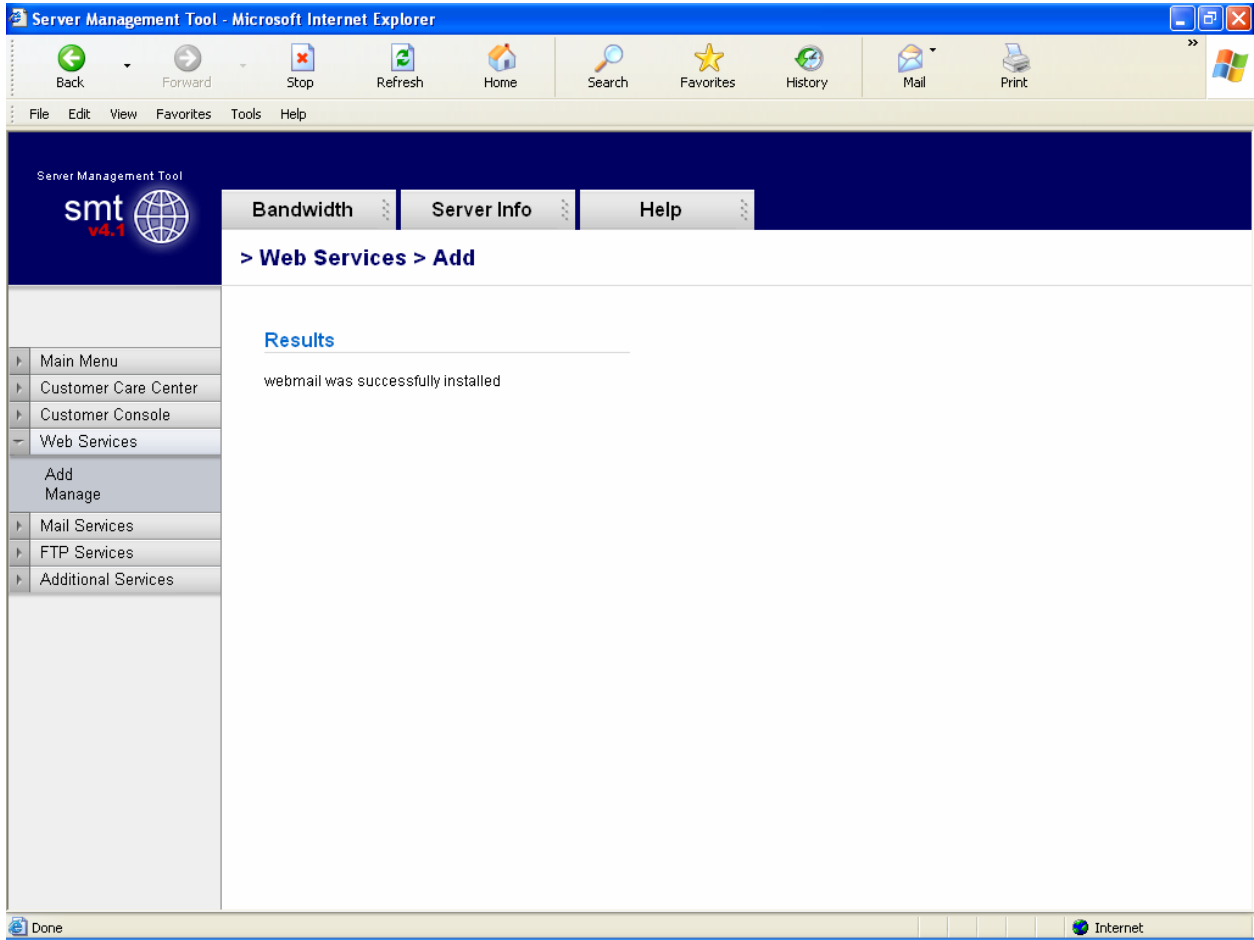 Server Management Tool - Microsoft Internet Explorer
Back Forward Stop Refresh Home Search Favorites History Mail Print »
File Edit View Favorites Tools Help
Server Management Tool
smt
v4.1
Bandwidth Server Info Help
> Web Services > Add
Results
webmail was successfully installed
Main Menu
Customer Care Center
Customer Console
Web Services
Add
Manage
Mail Services
FTP Services
Additional Services
Done Internet